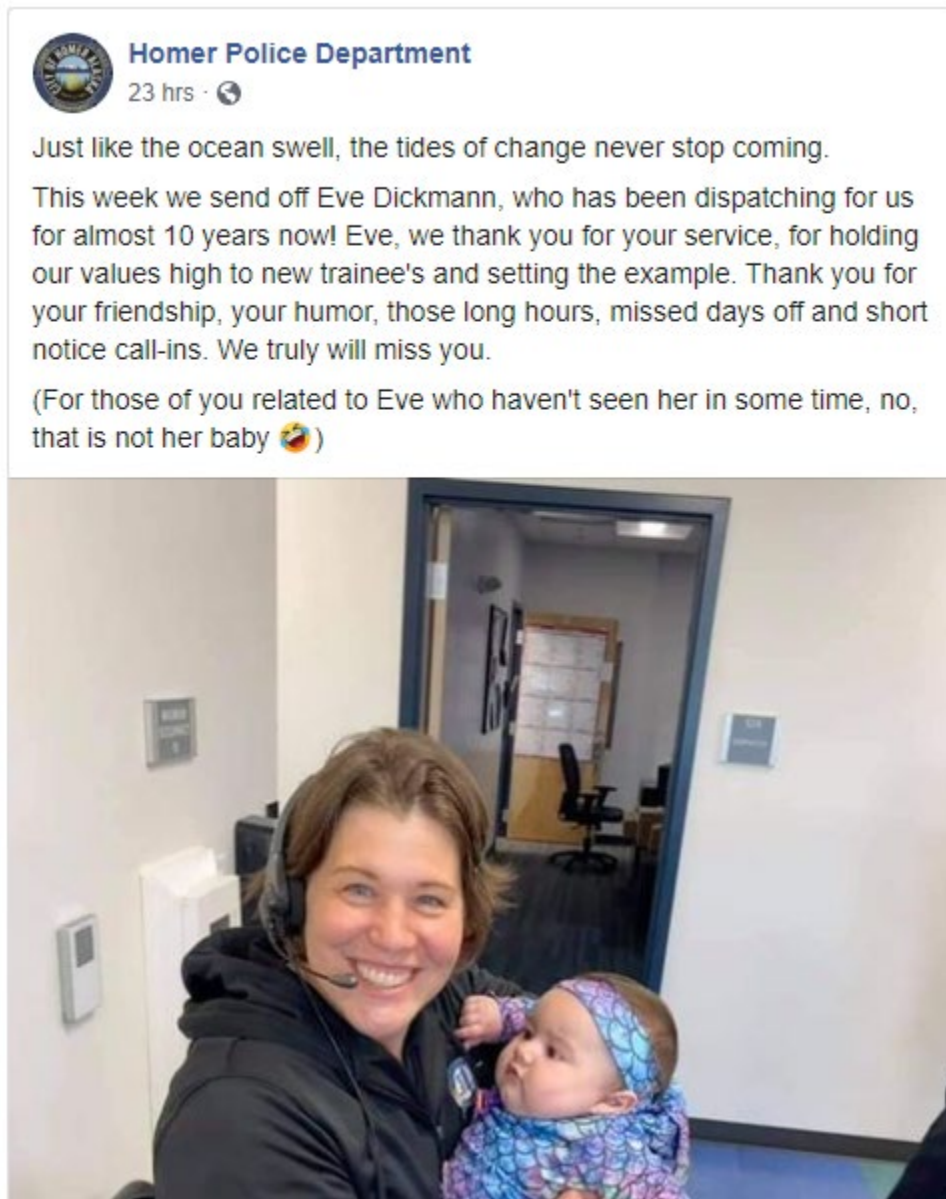 Homer Police Department
23 hrs ·
Just like the ocean swell, the tides of change never stop coming.
This week we send off Eve Dickmann, who has been dispatching for us
for almost 10 years now! Eve, we thank you for your service, for holding
our values high to new trainee's and setting the example. Thank you for
your friendship, your humor, those long hours, missed days off and short
notice call-ins. We truly will miss you.
(For those of you related to Eve who haven't seen her in some time, no,
that is not her baby 🤣)